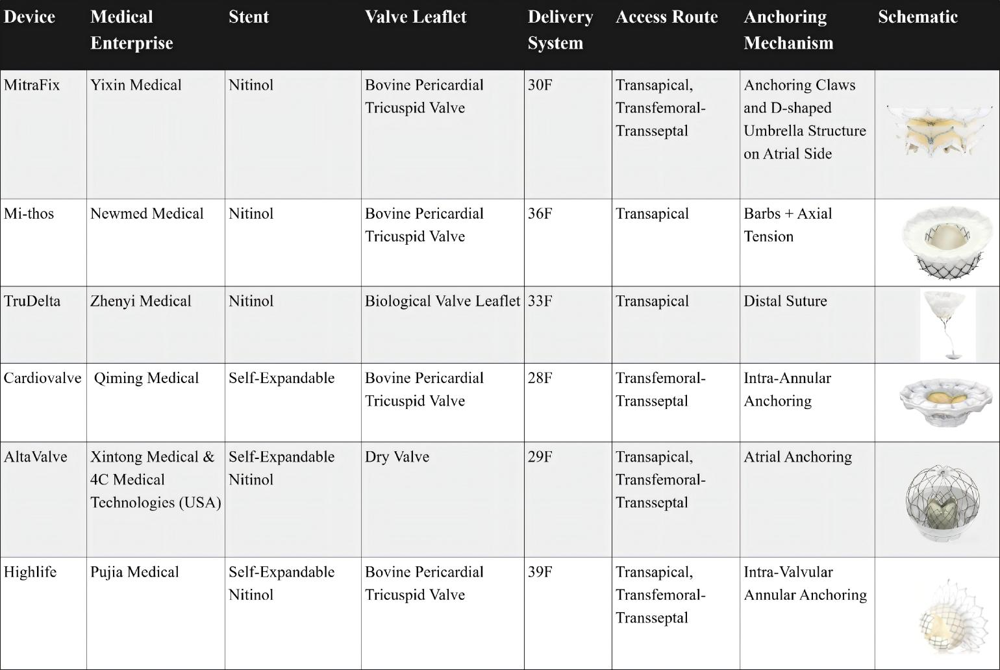 Device
Medical
Enterprise
Stent
Valve Leaflet
Delivery
System
Access Route
Anchoring
Mechanism
Schematic
MitraFix
Yixin Medical
Nitinol
Bovine Pericardial
Tricuspid Valve
30F
Transapical,
Transfemoral-
Transseptal
Anchoring Claws
and D-shaped
Umbrella Structure
on Atrial Side
Mi-thos
Newmed Medical
Nitinol
Bovine Pericardial
Tricuspid Valve
36F
Transapical
Barbs + Axial
Tension
TruDelta
Zhenyi Medical
Nitinol
Biological Valve Leaflet
33F
Transapical
Distal Suture
Cardiovalve
Qiming Medical
Self-Expandable
Bovine Pericardial
Tricuspid Valve
28F
Transfemoral-
Transseptal
Intra-Annular
Anchoring
AltaValve
Xintong Medical &
4C Medical
Technologies (USA)
Self-Expandable
Nitinol
Dry Valve
29F
Transapical,
Transfemoral-
Transseptal
Atrial Anchoring
Highlife
Pujia Medical
Self-Expandable
Nitinol
Bovine Pericardial
Tricuspid Valve
39F
Transapical,
Transfemoral-
Transseptal
Intra-Valvular
Annular Anchoring